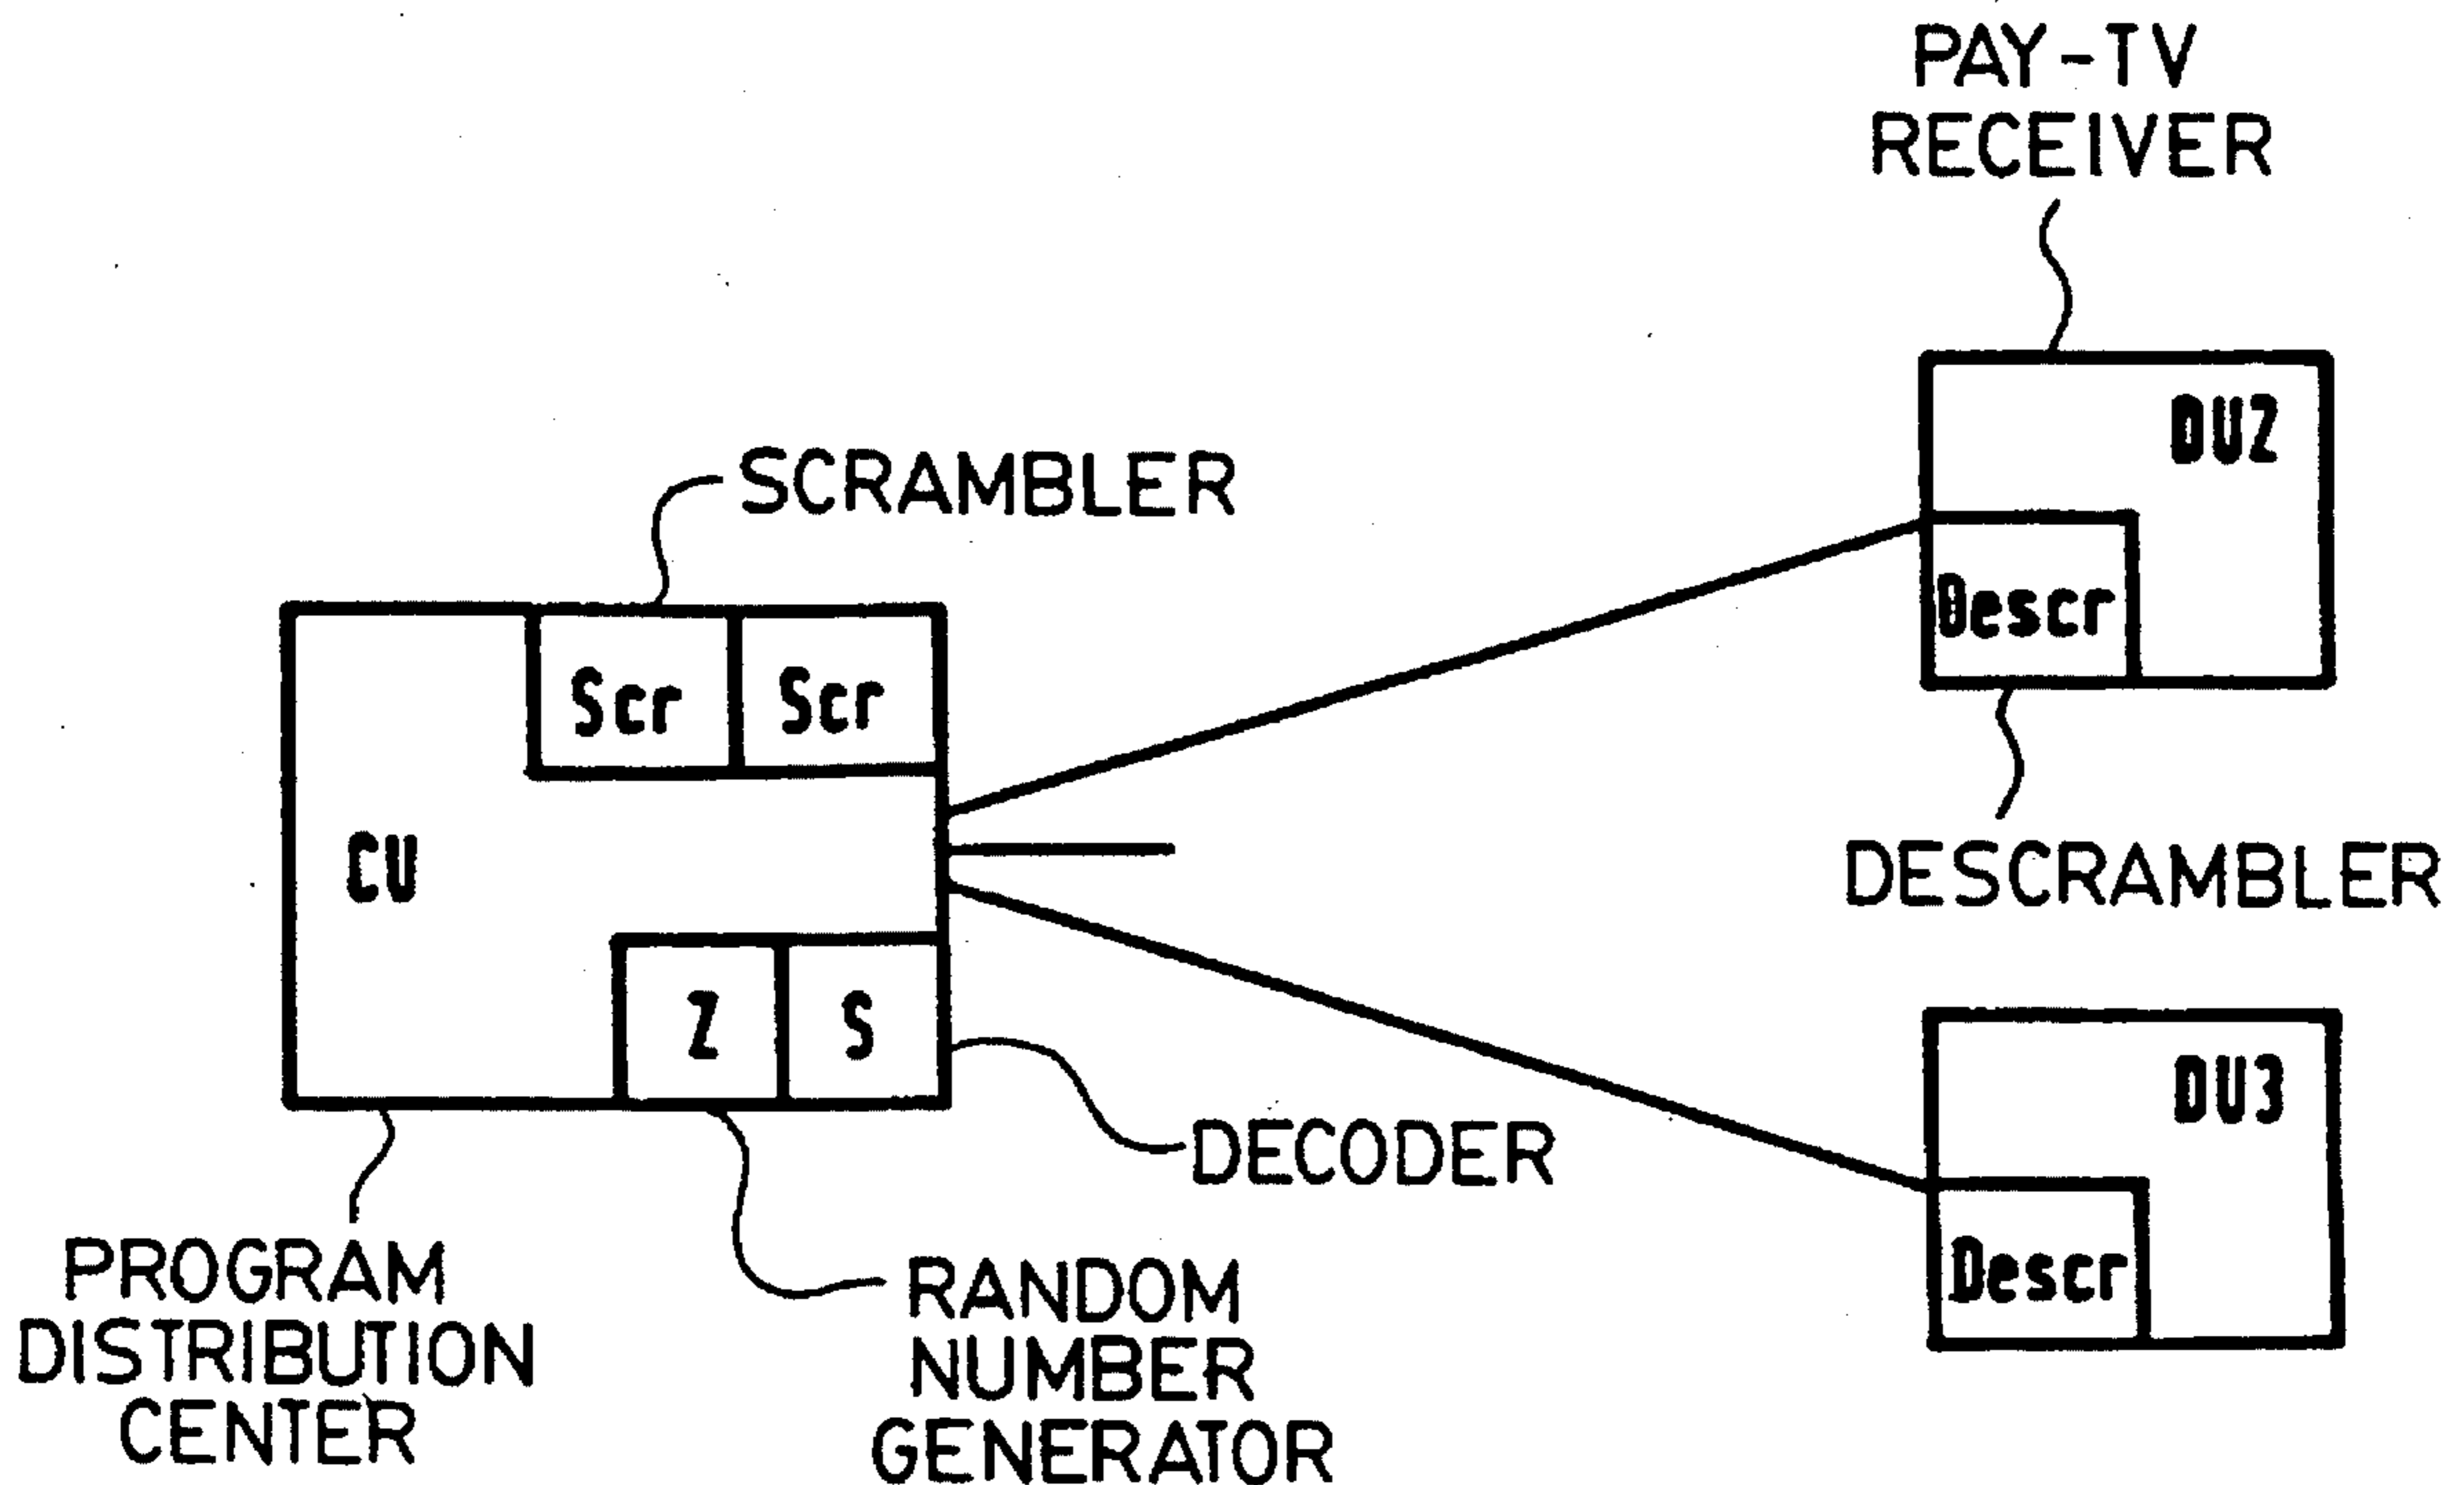 PAY-TV
RECEIVER
DU2
SCRAMBLER
Descr
Scr Scr
CU
DESCRAMBLER
Z S
DU3
DECODER
PROGRAM
DISTRIBUTION
CENTER
RANDOM
NUMBER
GENERATOR
Descr